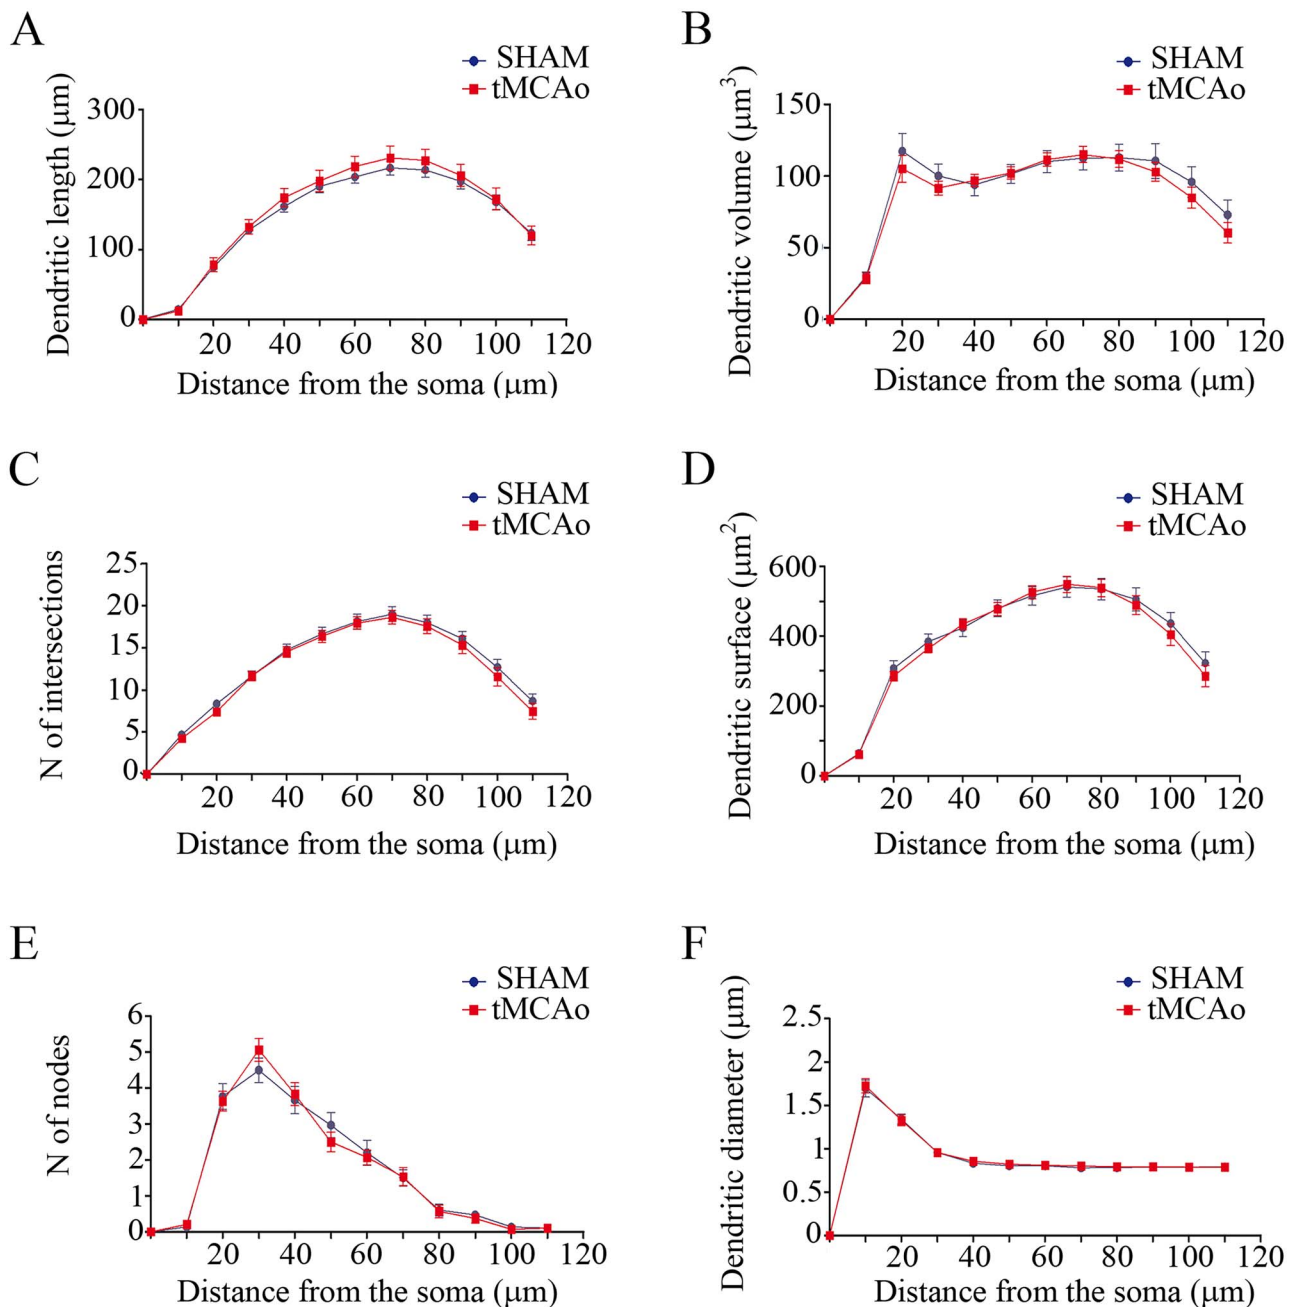 A
SHAM
tMCAo
Dendritic length (μm)
300
200
100
0
20 40 60 80 100 120
Distance from the soma (μm)
B
SHAM
tMCAo
Dendritic volume (μm³)
150
100
50
0
20 40 60 80 100 120
Distance from the soma (μm)
C
SHAM
tMCAo
N of intersections
25
20
15
10
5
0
20 40 60 80 100 120
Distance from the soma (μm)
D
SHAM
tMCAo
Dendritic surface (μm²)
600
400
200
0
20 40 60 80 100 120
Distance from the soma (μm)
E
SHAM
tMCAo
N of nodes
6
5
4
3
2
1
0
20 40 60 80 100 120
Distance from the soma (μm)
F
SHAM
tMCAo
Dendritic diameter (μm)
2.5
2
1.5
1
0.5
0
20 40 60 80 100 120
Distance from the soma (μm)